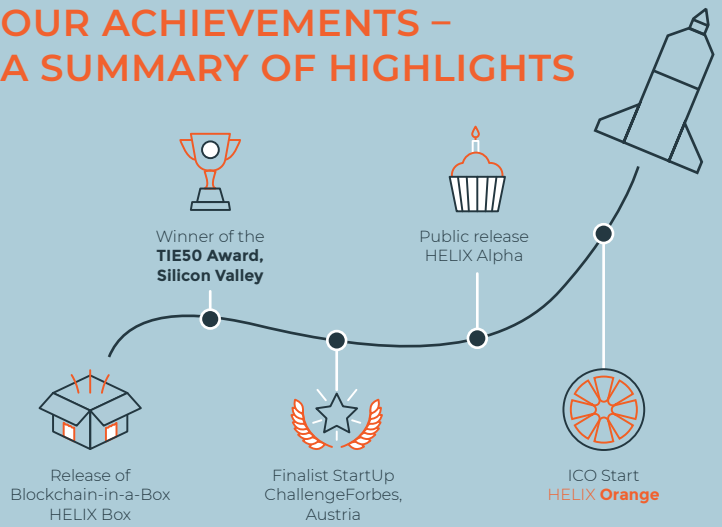 OUR ACHIEVEMENTS –
A SUMMARY OF HIGHLIGHTS
Winner of the
TIE50 Award,
Silicon Valley
Public release
HELIX Alpha
Release of
Blockchain-in-a-Box
HELIX Box
Finalist StartUp
ChallengeForbes,
Austria
ICO Start
HELIX Orange